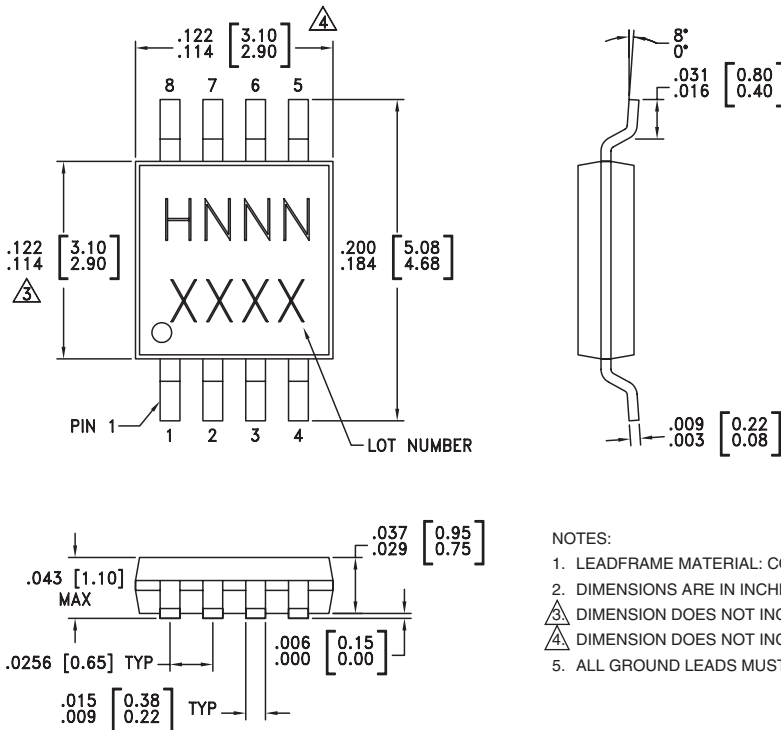 .122 [3.10]
.114 [2.90]
4
8 7 6 5
8°
0°
.031 [0.80]
.016 [0.40]
HNNN
XXXX
.122 [3.10]
.114 [2.90]
3
.200 [5.08]
.184 [4.68]
PIN 1
1 2 3 4
LOT NUMBER
.009 [0.22]
.003 [0.08]
.043 [1.10]
MAX
.037 [0.95]
.029 [0.75]
.0256 [0.65] TYP
.006 [0.15]
.000 [0.00]
.015 [0.38]
.009 [0.22]
TYP
NOTES:
1. LEADFRAME MATERIAL:
2. DIMENSIONS ARE IN
3. DIMENSION DOES NOT
4. DIMENSION DOES NOT
5. ALL GROUND LEADS MUST